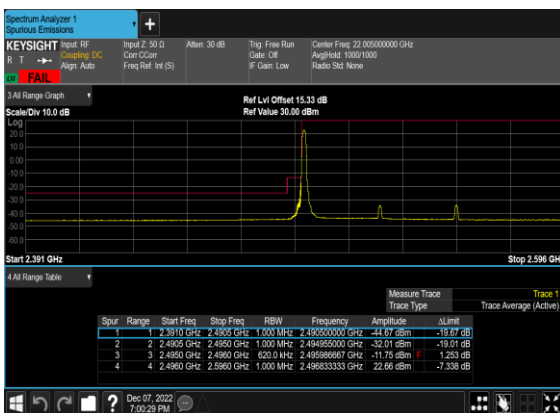 Spectrum Analyzer 1
Spurious Emissions
+
KEYSIGHT Input: RF Input Z: 50 Ω Atten: 30 dB Trig: Free Run Center Freq: 22.005000000 GHz
R T Coupling: DC Corr CCorr Gate: Off Avg|Hold: 1000/1000
Align: Auto Freq Ref: Int (S) IF Gain: Low Radio Std: None
FAIL
3 All Range Graph
Ref Lvl Offset 15.33 dB
Scale/Div 10.0 dB Ref Value 30.00 dBm
Log
20.0
10.0
0.00
-10.0
-20.0
-30.0
-40.0
-50.0
-60.0
Start 2.391 GHz Stop 2.596 GH
4 All Range Table
Measure Trace Trace 1
Trace Type Trace Average (Active)
Spur Range Start Freq Stop Freq RBW Frequency Amplitude ΔLimit
1 1 2.3910 GHz 2.4905 GHz 1.000 MHz 2.490500000 GHz -44.67 dBm -19.67 dB
2 2 2.4905 GHz 2.4950 GHz 1.000 MHz 2.494955000 GHz -32.01 dBm -19.01 dB
3 3 2.4950 GHz 2.4960 GHz 620.0 kHz 2.495986667 GHz -11.75 dBm 1.253 dB
4 4 2.4960 GHz 2.5960 GHz 1.000 MHz 2.496833333 GHz 22.66 dBm -7.338 dB
? Dec 07, 2022
7:00:29 PM